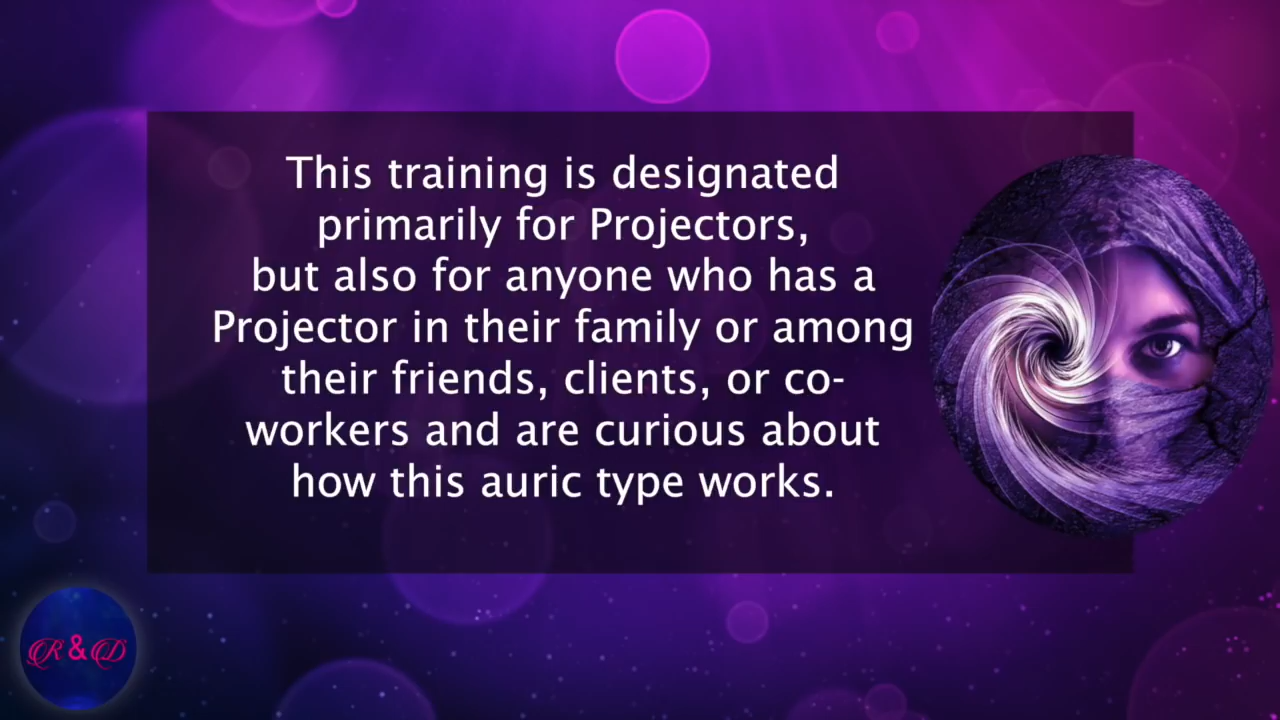 This training is designated
primarily for Projectors,
but also for anyone who has a
Projector in their family or among
their friends, clients, or co-
workers and are curious about
how this auric type works.
R & D